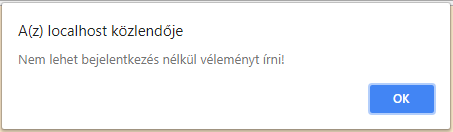 A(z) localhost közlendője
Nem lehet bejelentkezés nélkül véleményt írni!
OK